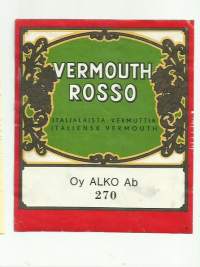 VERMOUTH
ROSSO
ITALIALAISTA VERMUTTIA
ITALIENSK VERMOUTH
Oy ALKO Ab
270